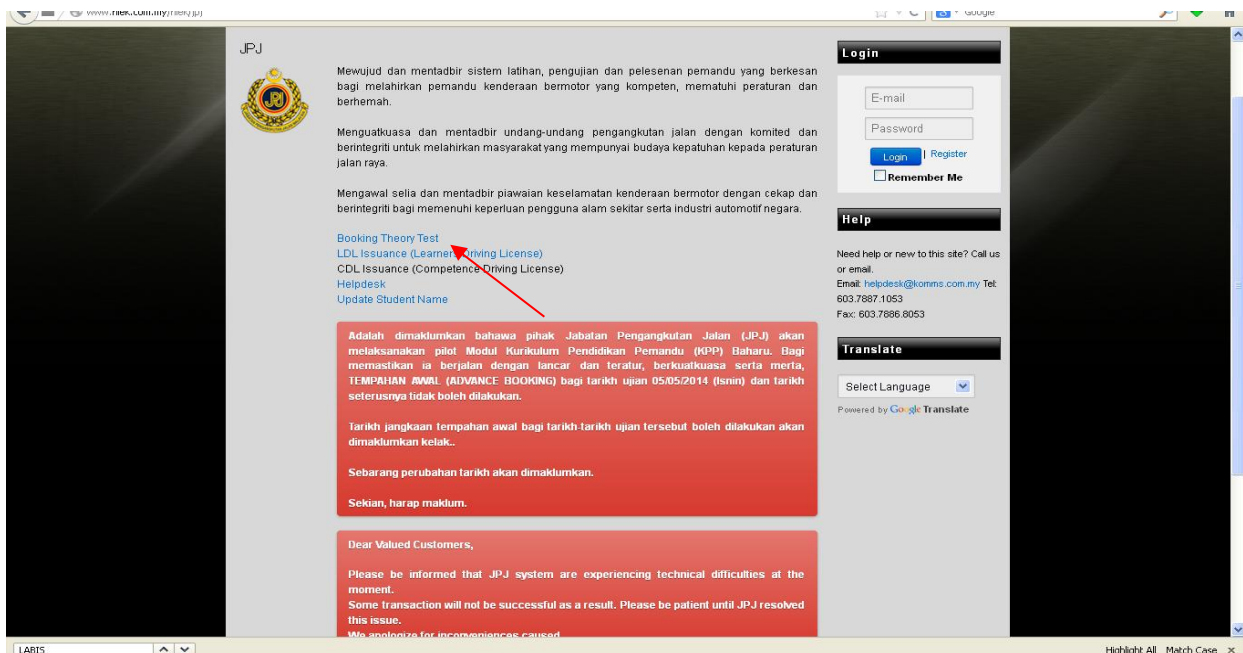 www.nlek.com.my/nlek/jpj
Google
JPJ
Mewujud dan mentadbir sistem latihan, pengujian dan pelesenan pemandu yang berkesan
bagi melahirkan pemandu kenderaan bermotor yang kompeten, mematuhi peraturan dan
berhemah.
Menguatkuasa dan mentadbir undang-undang pengangkutan jalan dengan komited dan
berintegriti untuk melahirkan masyarakat yang mempunyai budaya kepatuhan kepada peraturan
jalan raya.
Mengawal selia dan mentadbir piawaian keselamatan kenderaan bermotor dengan cekap dan
berintegriti bagi memenuhi keperluan pengguna alam sekitar serta industri automotif negara.
Booking Theory Test
LDL Issuance (Learners Driving License)
CDL Issuance (Competence Driving License)
Helpdesk
Update Student Name
Adalah dimaklumkan bahawa pihak Jabatan Pengangkutan Jalan (JPJ) akan
melaksanakan pilot Modul Kurikulum Pendidikan Pemandu (KPP) Baharu. Bagi
memastikan ia berjalan dengan lancar dan teratur, berkuatkuasa serta merta,
TEMPAHAN AWAL (ADVANCE BOOKING) bagi tarikh ujian 05/05/2014 (Isnin) dan tarikh
seterusnya tidak boleh dilakukan.
Tarikh jangkaan tempahan awal bagi tarikh-tarikh ujian tersebut boleh dilakukan akan
dimaklumkan kelak..
Sebarang perubahan tarikh akan dimaklumkan.
Sekian, harap maklum.
Dear Valued Customers,
Please be informed that JPJ system are experiencing technical difficulties at the
moment.
Some transaction will not be successful as a result. Please be patient until JPJ resolved
this issue.
We apologize for inconveniences caused
Login
E-mail
Password
Login | Register
Remember Me
Help
Need help or new to this site? Call us
or email.
Email: helpdesk@komms.com.my Tel:
603.7887.1053
Fax: 603.7886.8053
Translate
Select Language
Powered by Google Translate
LABIS
Highlight All Match Case